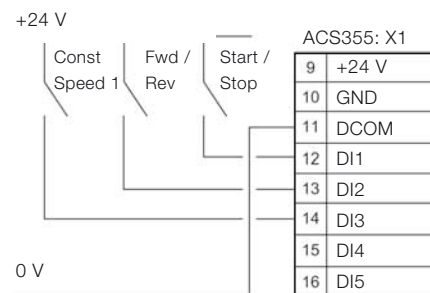 +24 V
Const
Speed 1
Fwd /
Rev
Start /
Stop
ACS355: X1
9 +24 V
10 GND
11 DCOM
12 DI1
13 DI2
14 DI3
15 DI4
16 DI5
0 V